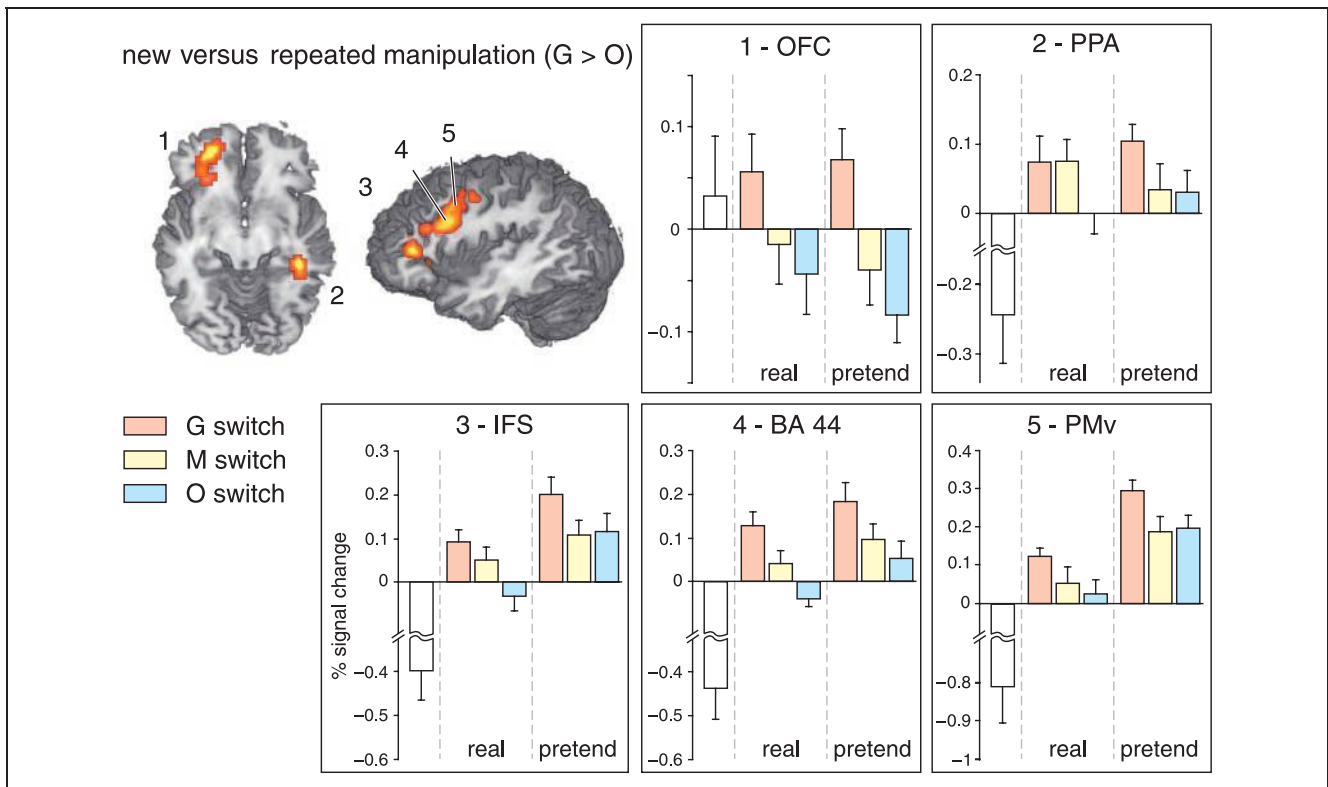 new versus repeated manipulation (G > O)
1
2
3
4
5
G switch
M switch
O switch
1 - OFC
0.1
0
−0.1
real
pretend
2 - PPA
0.2
0.1
0
−0.2
−0.3
real
pretend
3 - IFS
% signal change
0.3
0.2
0.1
0
−0.4
−0.5
−0.6
real
pretend
4 - BA 44
0.3
0.2
0.1
0
−0.4
−0.5
−0.6
real
pretend
5 - PMv
0.4
0.3
0.2
0.1
0
−0.8
−0.9
−1
real
pretend